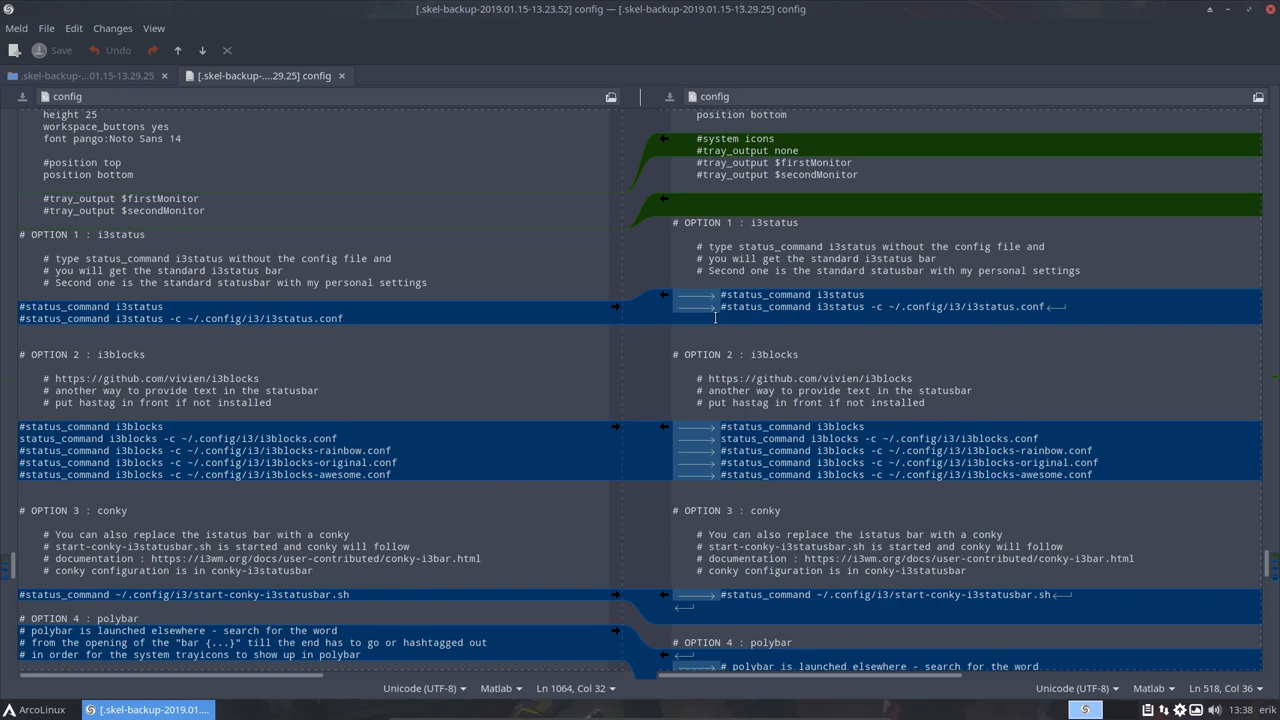 [.skel-backup-2019.01.15-13.23.52] config — [.skel-backup-2019.01.15-13.29.25] config
Meld File Edit Changes View
Save Undo
.skel-backup-...01.15-13.29.25 [.skel-backup-....29.25] config
config
height 25
workspace_buttons yes
font pango:Noto Sans 14
#position top
position bottom
#tray_output $firstMonitor
#tray_output $secondMonitor
# OPTION 1 : i3status
# type status_command i3status without the config file and
# you will get the standard i3status bar
# Second one is the standard statusbar with my personal settings
#status_command i3status
#status_command i3status -c ~/.config/i3/i3status.conf
# OPTION 2 : i3blocks
# https://github.com/vivien/i3blocks
# another way to provide text in the statusbar
# put hastag in front if not installed
#status_command i3blocks
status_command i3blocks -c ~/.config/i3/i3blocks.conf
#status_command i3blocks -c ~/.config/i3/i3blocks-rainbow.conf
#status_command i3blocks -c ~/.config/i3/i3blocks-original.conf
#status_command i3blocks -c ~/.config/i3/i3blocks-awesome.conf
# OPTION 3 : conky
# You can also replace the istatus bar with a conky
# start-conky-i3statusbar.sh is started and conky will follow
# documentation : https://i3wm.org/docs/user-contributed/conky-i3bar.html
# conky configuration is in conky-i3statusbar
#status_command ~/.config/i3/start-conky-i3statusbar.sh
# OPTION 4 : polybar
# polybar is launched elsewhere - search for the word
# from the opening of the "bar {...}" till the end has to go or hashtagged out
# in order for the system trayicons to show up in polybar
Unicode (UTF-8) Matlab Ln 1064, Col 32
config
position bottom
#system icons
#tray_output none
#tray_output $firstMonitor
#tray_output $secondMonitor
# OPTION 1 : i3status
# type status_command i3status without the config file and
# you will get the standard i3status bar
# Second one is the standard statusbar with my personal settings
#status_command i3status
#status_command i3status -c ~/.config/i3/i3status.conf
# OPTION 2 : i3blocks
# https://github.com/vivien/i3blocks
# another way to provide text in the statusbar
# put hastag in front if not installed
#status_command i3blocks
status_command i3blocks -c ~/.config/i3/i3blocks.conf
#status_command i3blocks -c ~/.config/i3/i3blocks-rainbow.conf
#status_command i3blocks -c ~/.config/i3/i3blocks-original.conf
#status_command i3blocks -c ~/.config/i3/i3blocks-awesome.conf
# OPTION 3 : conky
# You can also replace the istatus bar with a conky
# start-conky-i3statusbar.sh is started and conky will follow
# documentation : https://i3wm.org/docs/user-contributed/conky-i3bar.html
# conky configuration is in conky-i3statusbar
#status_command ~/.config/i3/start-conky-i3statusbar.sh
# OPTION 4 : polybar
# polybar is launched elsewhere - search for the word
Unicode (UTF-8) Matlab Ln 518, Col 36
ArcoLinux [.skel-backup-2019.01... 13:38 erik